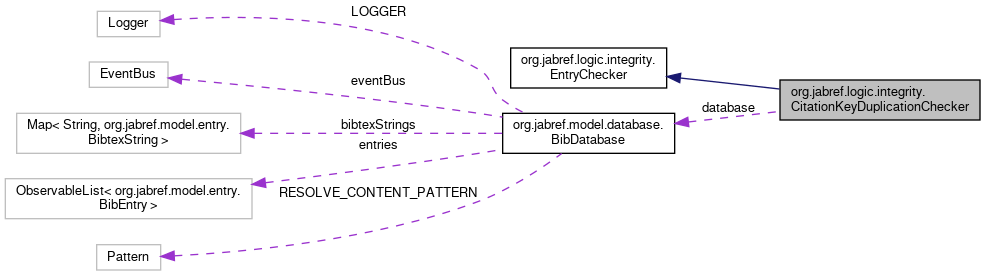 LOGGER
Logger
EventBus
eventBus
org.jabref.logic.integrity.
EntryChecker
org.jabref.logic.integrity.
CitationKeyDuplicationChecker
database
Map< String, org.jabref.model.entry.
BibtexString >
bibtexStrings
org.jabref.model.database.
BibDatabase
entries
ObservableList< org.jabref.model.entry.
BibEntry >
RESOLVE_CONTENT_PATTERN
Pattern